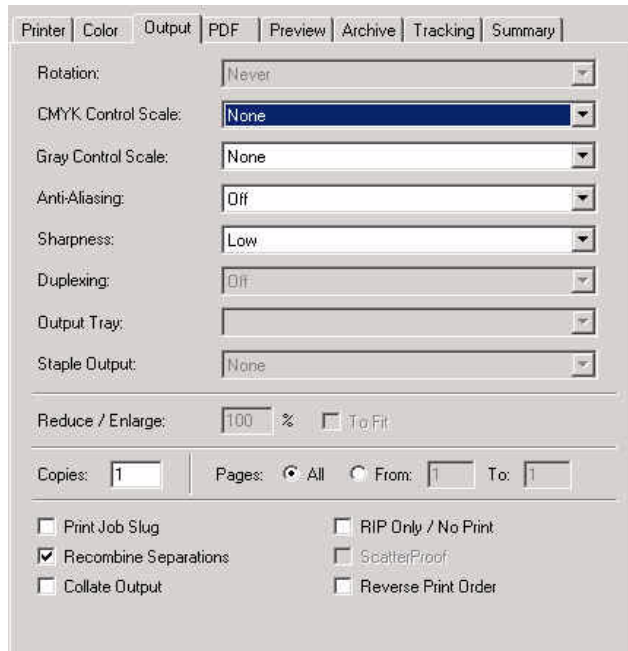 Printer Color Output PDF Preview Archive Tracking Summary
Rotation: Never
CMYK Control Scale: None
Gray Control Scale: None
Anti-Aliasing: Off
Sharpness: Low
Duplexing: Off
Output Tray:
Staple Output: None
Reduce / Enlarge: 100 % To Fit
Copies: 1 Pages: All From: 1 To: 1
Print Job Slug RIP Only / No Print
Recombine Separations ScatterProof
Collate Output Reverse Print Order